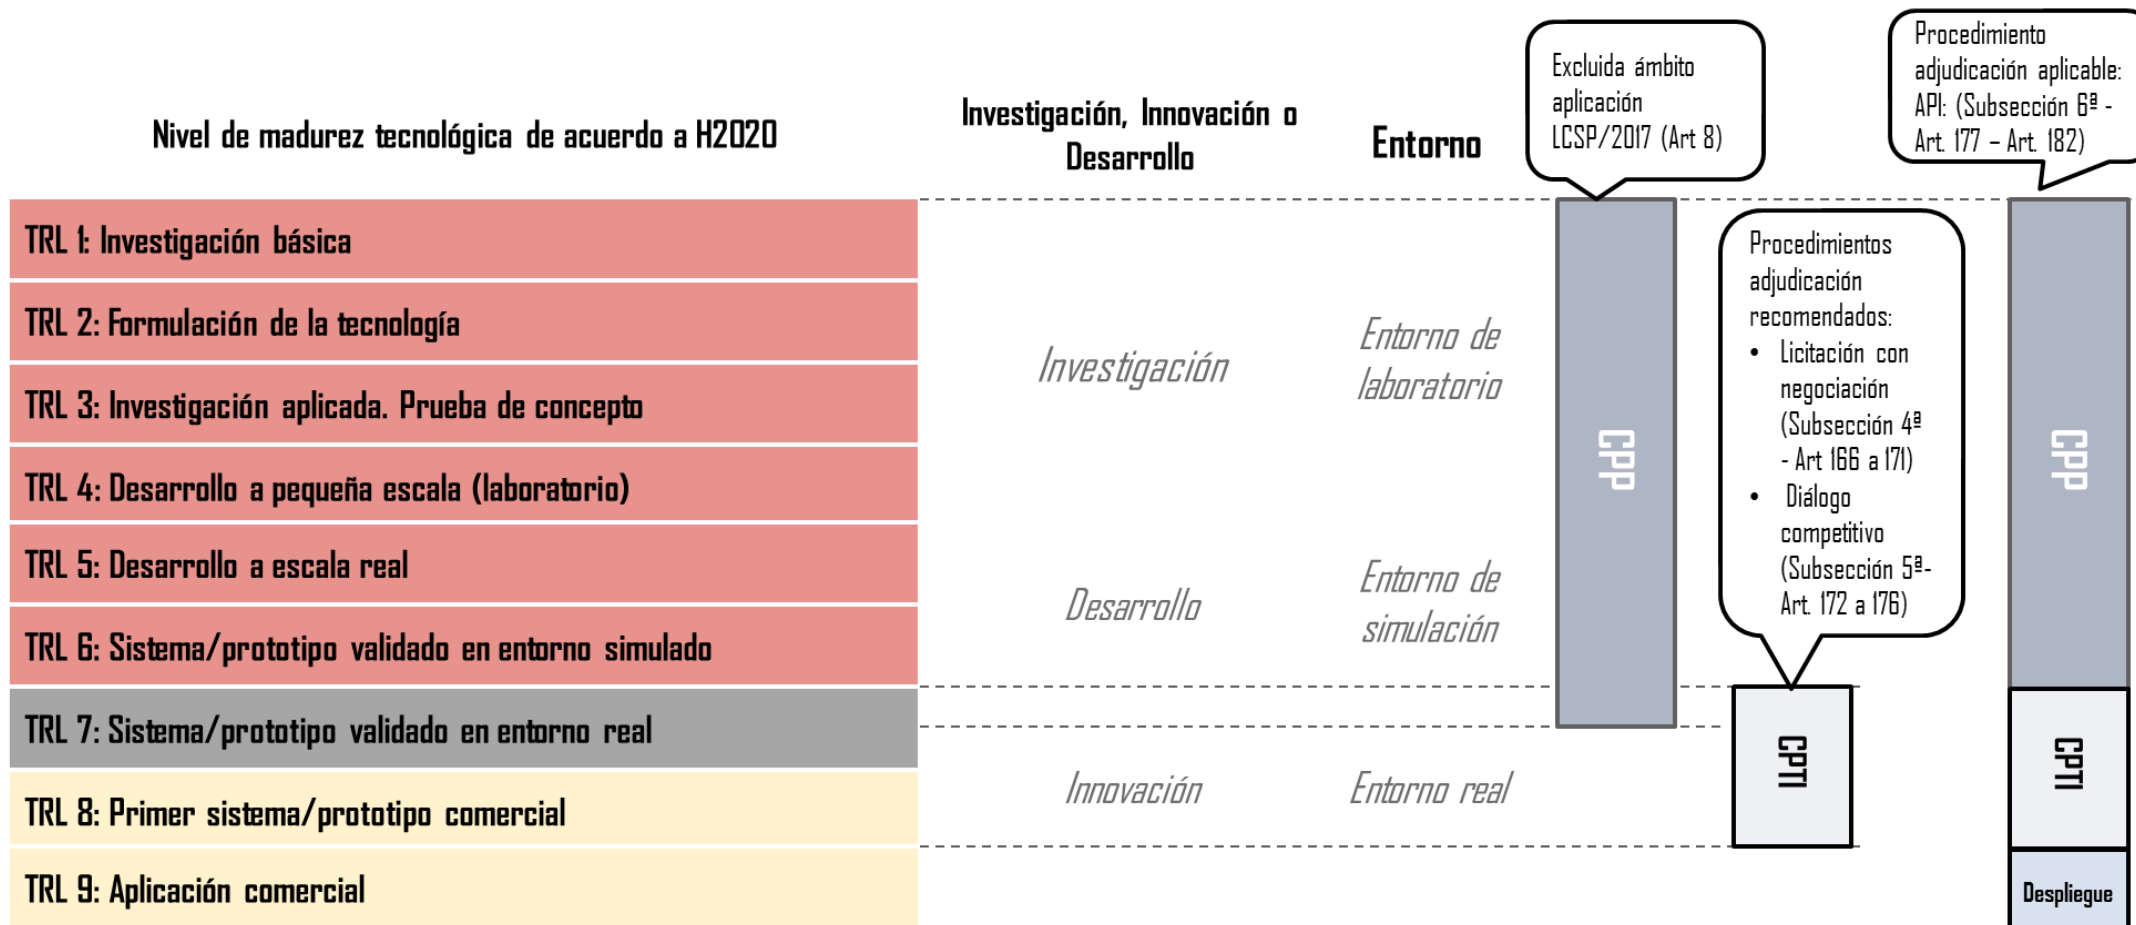 Nivel de madurez tecnológica de acuerdo a H2020
Investigación, Innovación o
Desarrollo
Entorno
Excluida ámbito
aplicación
LCSP/2017 (Art 8)
Procedimiento
adjudicación aplicable:
API: (Subsección 6ª -
Art. 177 – Art. 182)
TRL 1: Investigación básica
TRL 2: Formulación de la tecnología
TRL 3: Investigación aplicada. Prueba de concepto
TRL 4: Desarrollo a pequeña escala (laboratorio)
TRL 5: Desarrollo a escala real
TRL 6: Sistema/prototipo validado en entorno simulado
TRL 7: Sistema/prototipo validado en entorno real
TRL 8: Primer sistema/prototipo comercial
TRL 9: Aplicación comercial
Investigación
Desarrollo
Innovación
Entorno de
laboratorio
Entorno de
simulación
Entorno real
CPP
Procedimientos
adjudicación
recomendados:
• Licitación con
negociación
(Subsección 4ª
- Art 166 a 171)
• Diálogo
competitivo
(Subsección 5ª-
Art. 172 a 176)
CPTI
CPP
CPTI
Despliegue